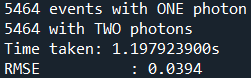 5464 events with ONE photon
5464 with TWO photons
Time taken: 1.197923900s
RMSE      : 0.0394